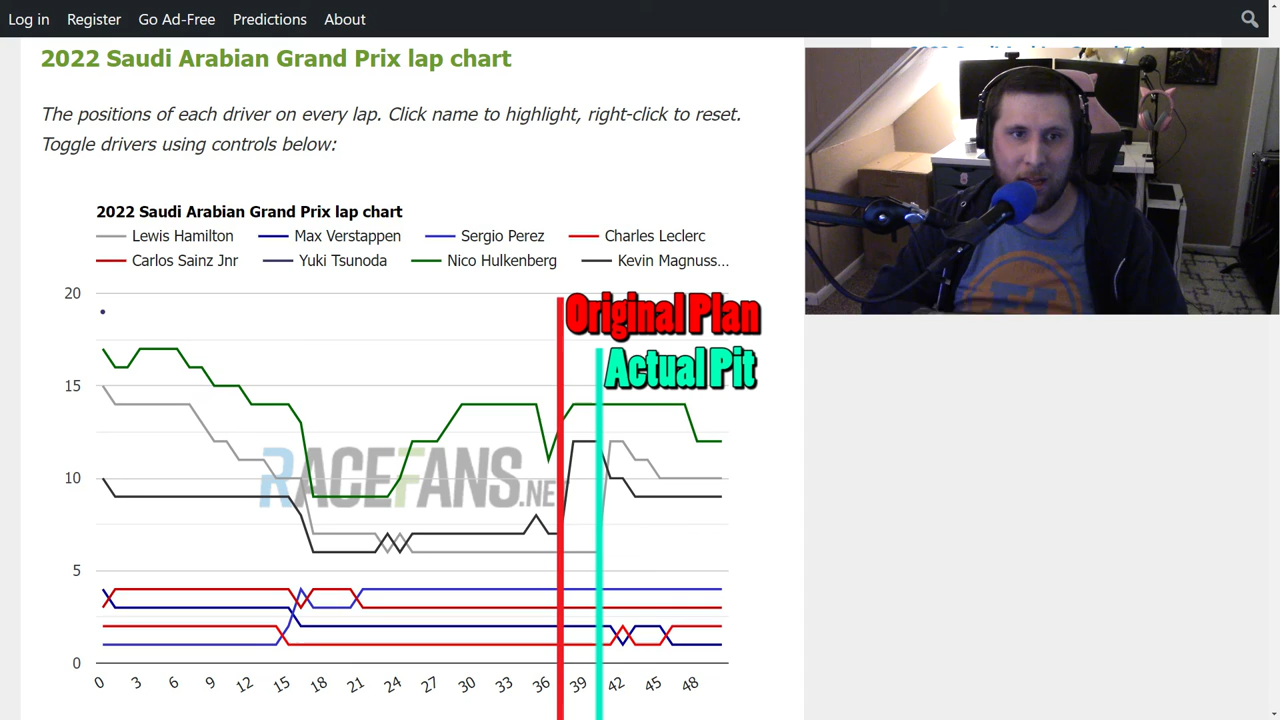 Log in Register Go Ad-Free Predictions About
2022 Saudi Arabian Grand Prix lap chart
The positions of each driver on every lap. Click name to highlight, right-click to reset.
Toggle drivers using controls below:
2022 Saudi Arabian Grand Prix lap chart
Lewis Hamilton Max Verstappen Sergio Perez Charles Leclerc
Carlos Sainz Jnr Yuki Tsunoda Nico Hulkenberg Kevin Magnuss...
20
Original Plan
Actual Pit
15
10
RACEFANS.NET
5
0
0 3 6 9 12 15 18 21 24 27 30 33 36 39 42 45 48